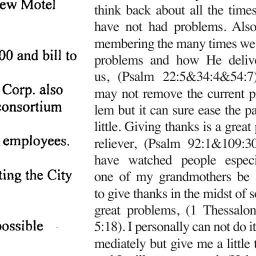 ew Motel
00 and bill to
Corp. also
consortium
employees.
ting the City
ossible
think back about all the times
have not had problems. Also
membering the many times we
problems and how He delive
us, (Psalm 22:5&34:4&54:7)
may not remove the current p
lem but it can sure ease the pa
little. Giving thanks is a great p
reliever, (Psalm 92:1&109:30
have watched people especi
one of my grandmothers be
to give thanks in the midst of so
great problems, (1 Thessalon
5:18). I personally can not do it
mediately but give me a little t